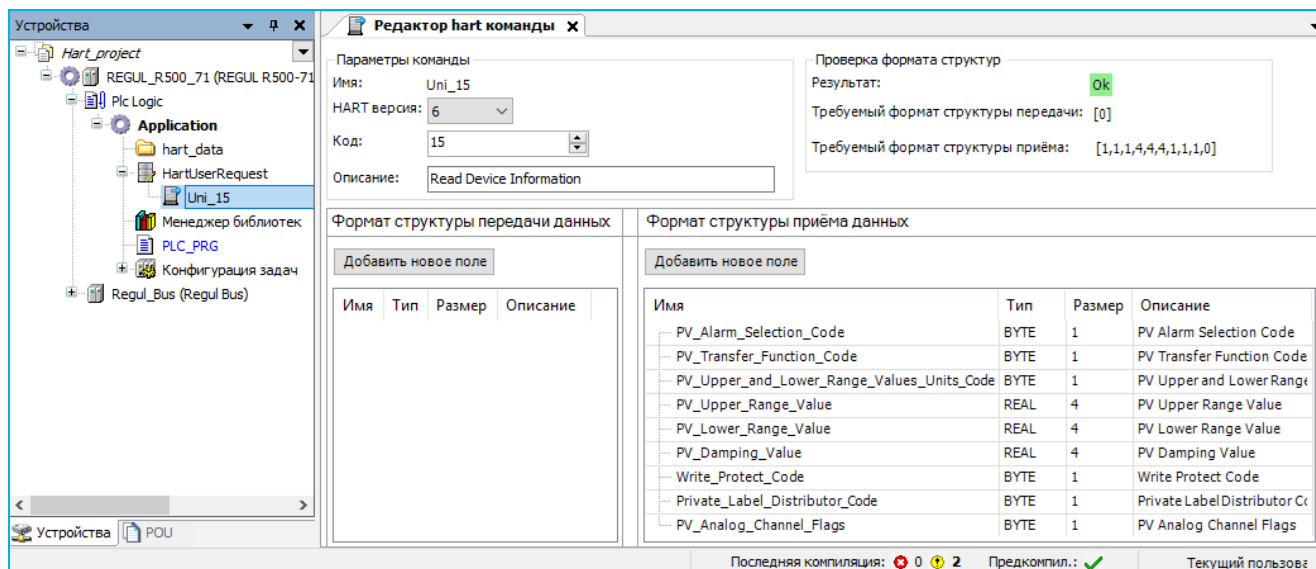 Устройства
Hart_project
REGUL_R500_71 (REGUL R500-71
Plc Logic
Application
hart_data
HartUserRequest
Uni_15
Менеджер библиотек
PLC_PRG
Конфигурация задач
Regul_Bus (Regul Bus)
Устройства POU
Редактор hart команды
Параметры команды
Имя: Uni_15
HART версия: 6
Код: 15
Описание: Read Device Information
Проверка формата структур
Результат: Ok
Требуемый формат структуры передачи: [0]
Требуемый формат структуры приёма: [1,1,1,4,4,4,1,1,1,0]
Формат структуры передачи данных
Добавить новое поле
Имя Тип Размер Описание
Формат структуры приёма данных
Добавить новое поле
Имя Тип Размер Описание
PV_Alarm_Selection_Code BYTE 1 PV Alarm Selection Code
PV_Transfer_Function_Code BYTE 1 PV Transfer Function Code
PV_Upper_and_Lower_Range_Values_Units_Code BYTE 1 PV Upper and Lower Range
PV_Upper_Range_Value REAL 4 PV Upper Range Value
PV_Lower_Range_Value REAL 4 PV Lower Range Value
PV_Damping_Value REAL 4 PV Damping Value
Write_Protect_Code BYTE 1 Write Protect Code
Private_Label_Distributor_Code BYTE 1 Private Label Distributor Co
PV_Analog_Channel_Flags BYTE 1 PV Analog Channel Flags
Последняя компиляция: 0 2 Предкомпил.: Текущий пользова